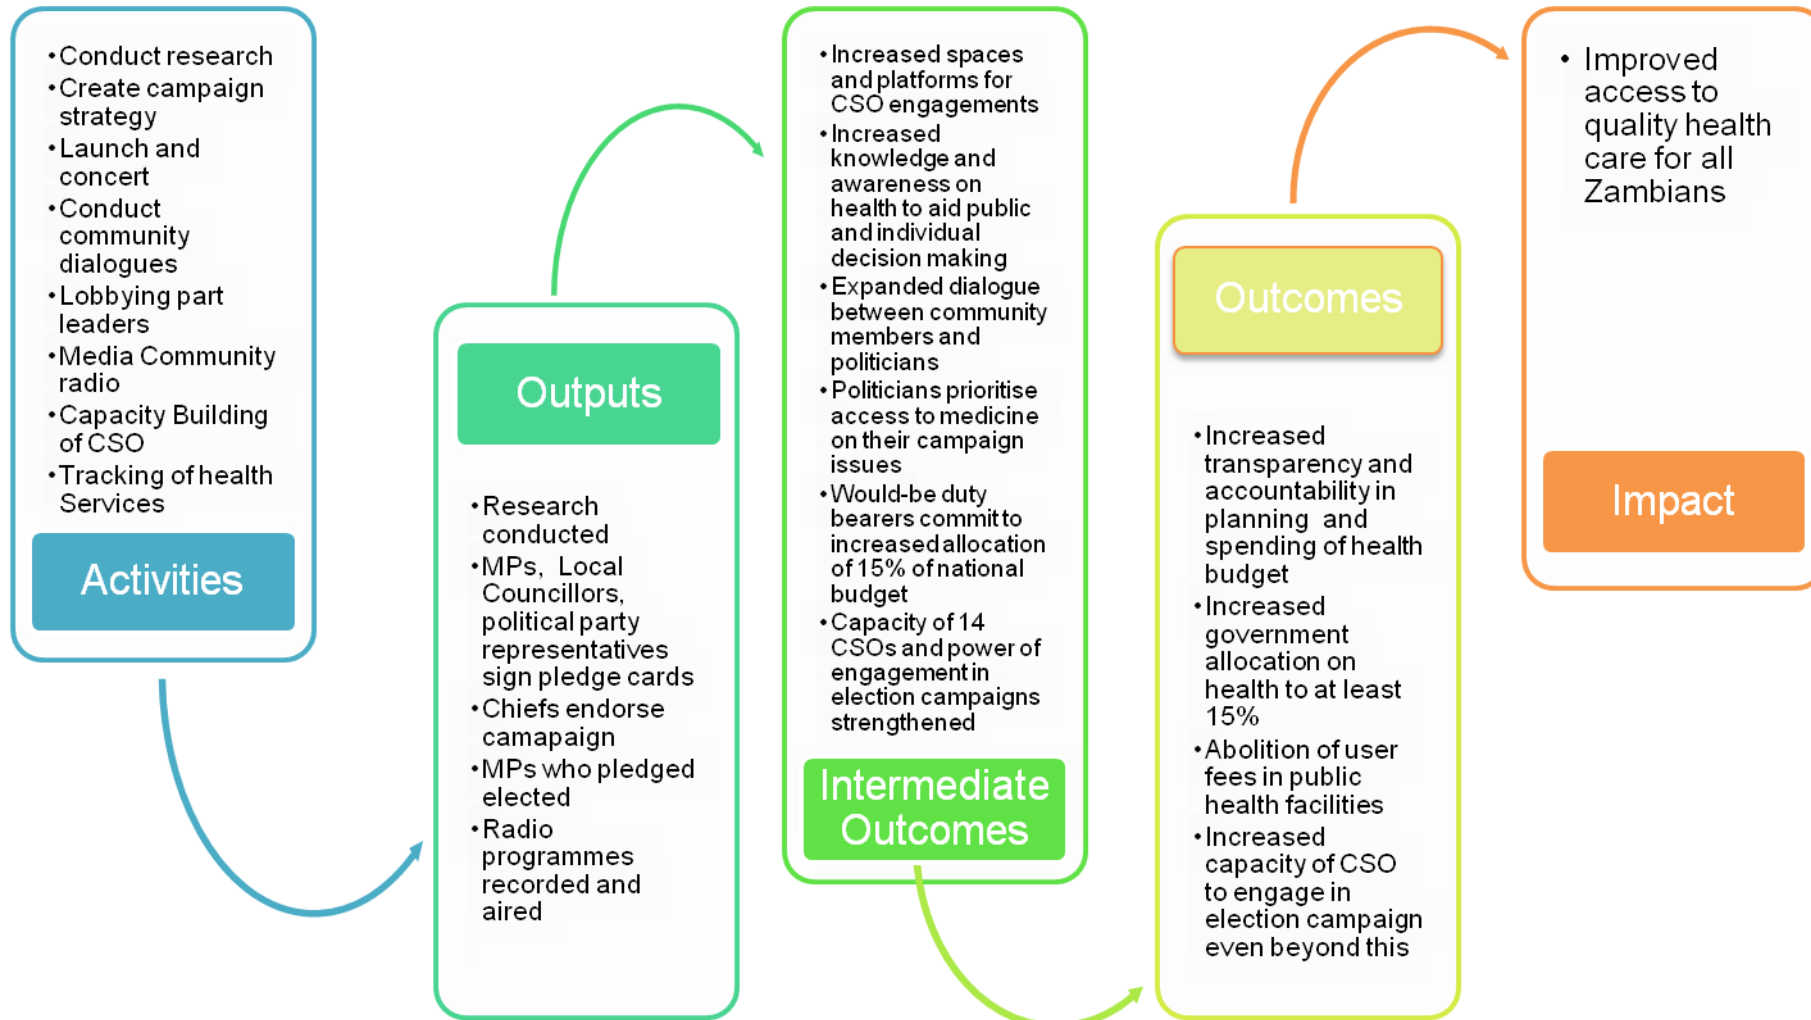 • Conduct research
• Create campaign
strategy
• Launch and
concert
• Conduct
community
dialogues
• Lobbying part
leaders
• Media Community
radio
• Capacity Building
of CSO
• Tracking of health
Services
Activities
Outputs
• Research
conducted
• MPs, Local
Councillors,
political party
representatives
sign pledge cards
• Chiefs endorse
camapaign
• MPs who pledged
elected
• Radio
programmes
recorded and
aired
• Increased spaces
and platforms for
CSO engagements
• Increased
knowledge and
awareness on
health to aid public
and individual
decision making
• Expanded dialogue
between community
members and
politicians
• Politicians prioritise
access to medicine
on their campaign
issues
• Would-be duty
bearers commit to
increased allocation
of 15% of national
budget
• Capacity of 14
CSOs and power of
engagement in
election campaigns
strengthened
Intermediate
Outcomes
Outcomes
• Increased
transparency and
accountability in
planning and
spending of health
budget
• Increased
government
allocation on
health to at least
15%
• Abolition of user
fees in public
health facilities
• Increased
capacity of CSO
to engage in
election campaign
even beyond this
• Improved
access to
quality health
care for all
Zambians
Impact